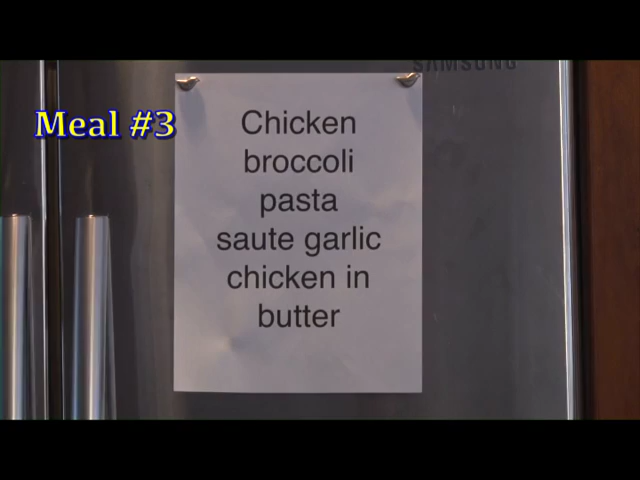 SAMSUNG
Meal #3
Chicken
broccoli
pasta
saute garlic
chicken in
butter